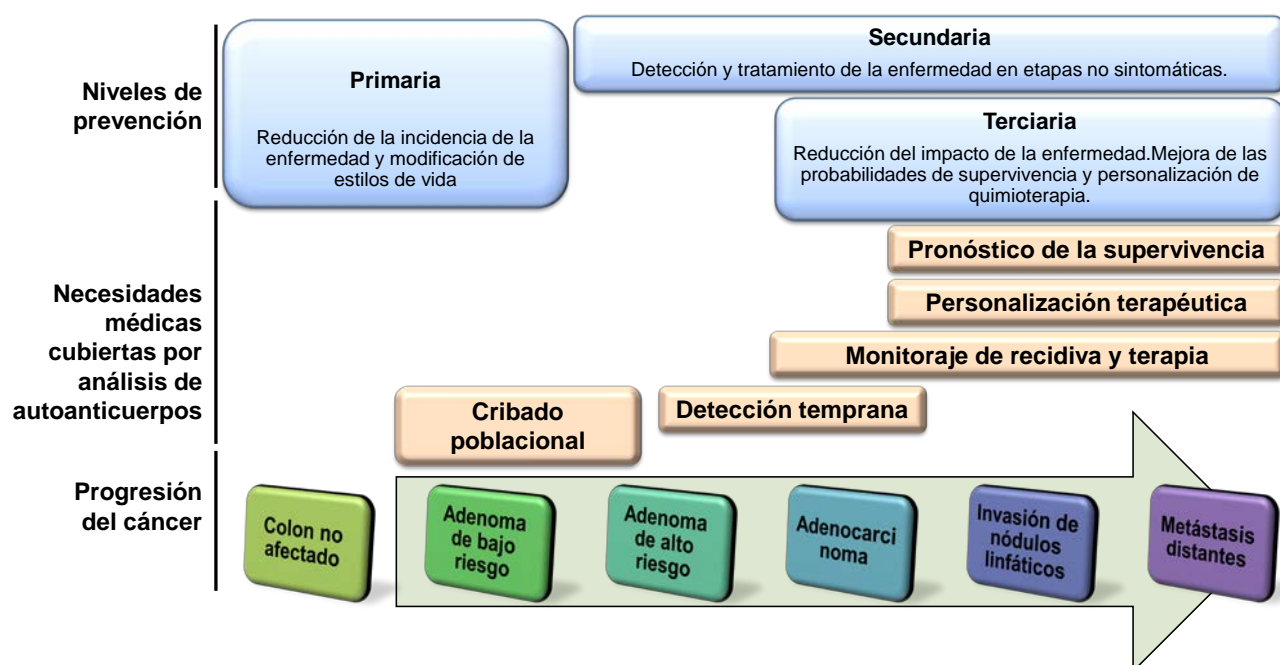 Niveles de
prevención
Primaria
Reducción de la incidencia de la
enfermedad y modificación de
estilos de vida
Secundaria
Detección y tratamiento de la enfermedad en etapas no sintomáticas.
Terciaria
Reducción del impacto de la enfermedad.Mejora de las
probabilidades de supervivencia y personalización de
quimioterapia.
Necesidades
médicas
cubiertas por
análisis de
autoanticuerpos
Pronóstico de la supervivencia
Personalización terapéutica
Monitoraje de recidiva y terapia
Cribado
poblacional
Detección temprana
Progresión
del cáncer
Colon no
afectado
Adenoma
de bajo
riesgo
Adenoma
de alto
riesgo
Adenocarci
noma
Invasión de
nódulos
linfáticos
Metástasis
distantes